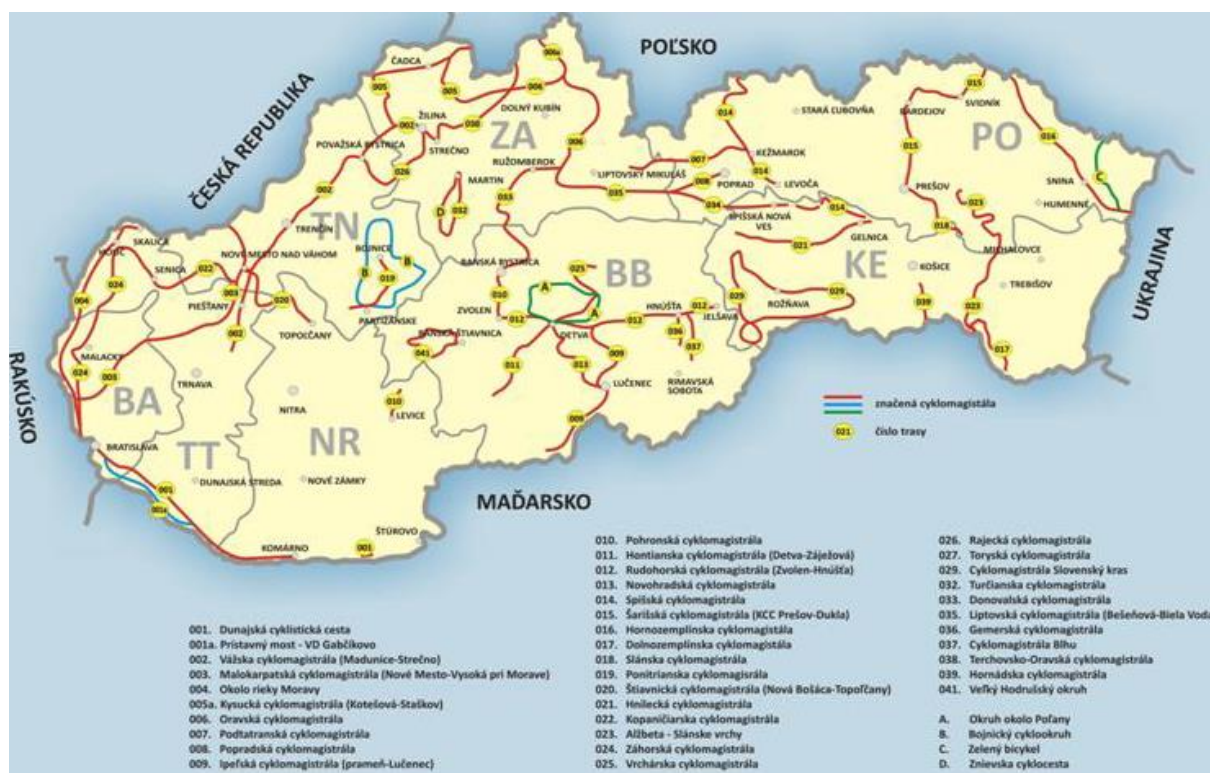 POĽSKO
ČESKÁ REPUBLIKA
RAKÚSKO
MAĎARSKO
UKRAJINA
ZA
PO
TN
BB
KE
BA
TT
NR
ČADCA
DOLNÝ KUBÍN
ŽILINA
STREČNO
POVAŽSKÁ BYSTRICA
RUŽOMBEROK
LIPTOVSKÝ MIKULÁŠ
MARTIN
STARÁ ĽUBOVŇA
BARDEJOV
SVIDNÍK
KEŽMAROK
POPRAD
LEVOČA
PREŠOV
SNINA
HUMENNÉ
SPIŠSKÁ NOVÁ
VES
GELNICA
MICHALOVCE
KOŠICE
TREBIŠOV
TRENČÍN
SKALICA
HOLÍČ
SENICA
NOVÉ MESTO NAD VÁHOM
BOJNICE
PIEŠŤANY
TOPOĽČANY
PARTIZÁNSKE
BANSKÁ BYSTRICA
ZVOLEN
BANSKÁ ŠTIAVNICA
DETVA
HNÚŠŤA
JELŠAVA
ROŽŇAVA
LUČENEC
RIMAVSKÁ
SOBOTA
MALACKY
TRNAVA
NITRA
LEVICE
BRATISLAVA
DUNAJSKÁ STREDA
NOVÉ ZÁMKY
KOMÁRNO
ŠTÚROVO
značená cyklomagistála
021 číslo trasy
001. Dunajská cyklistická cesta
001a. Prístavný most - VD Gabčíkovo
002. Vážska cyklomagistrála (Madunice-Strečno)
003. Malokarpatská cyklomagistrála (Nové Mesto-Vysoká pri Morave)
004. Okolo rieky Moravy
005a. Kysucká cyklomagistrála (Kotešová-Staškov)
006. Oravská cyklomagistrála
007. Podtatranská cyklomagistrála
008. Popradská cyklomagistrála
009. Ipeľská cyklomagistrála (prameň-Lučenec)
010. Pohronská cyklomagistrála
011. Hontianska cyklomagistrála (Detva-Záježová)
012. Rudohorská cyklomagistrála (Zvolen-Hnúšťa)
013. Novohradská cyklomagistrála
014. Spišská cyklomagistrála
015. Šarišská cyklomagistrála (KCC Prešov-Dukla)
016. Hornozemplínska cyklomagistála
017. Dolnozemplínska cyklomagistála
018. Slánska cyklomagistrála
019. Ponitrianska cyklomagisrála
020. Štiavnická cyklomagistrála (Nová Bošáca-Topoľčany)
021. Hnilecká cyklomagistrála
022. Kopaničiarska cyklomagistrála
023. Alžbeta - Slánske vrchy
024. Záhorská cyklomagistrála
025. Vrchárska cyklomagistrála
026. Rajecká cyklomagistrála
027. Toryská cyklomagistrála
029. Cyklomagistrála Slovenský kras
032. Turčianska cyklomagistrála
033. Donovalská cyklomagistrála
035. Liptovská cyklomagistrála (Bešeňová-Biela Voda
036. Gemerská cyklomagistrála
037. Cyklomagistrála Blhu
038. Terchovsko-Oravská cyklomagistrála
039. Hornádska cyklomagistrála
041. Veľký Hodrušský okruh
A. Okruh okolo Poľany
B. Bojnický cyklookruh
C. Zelený bicykel
D. Znievska cyklocesta